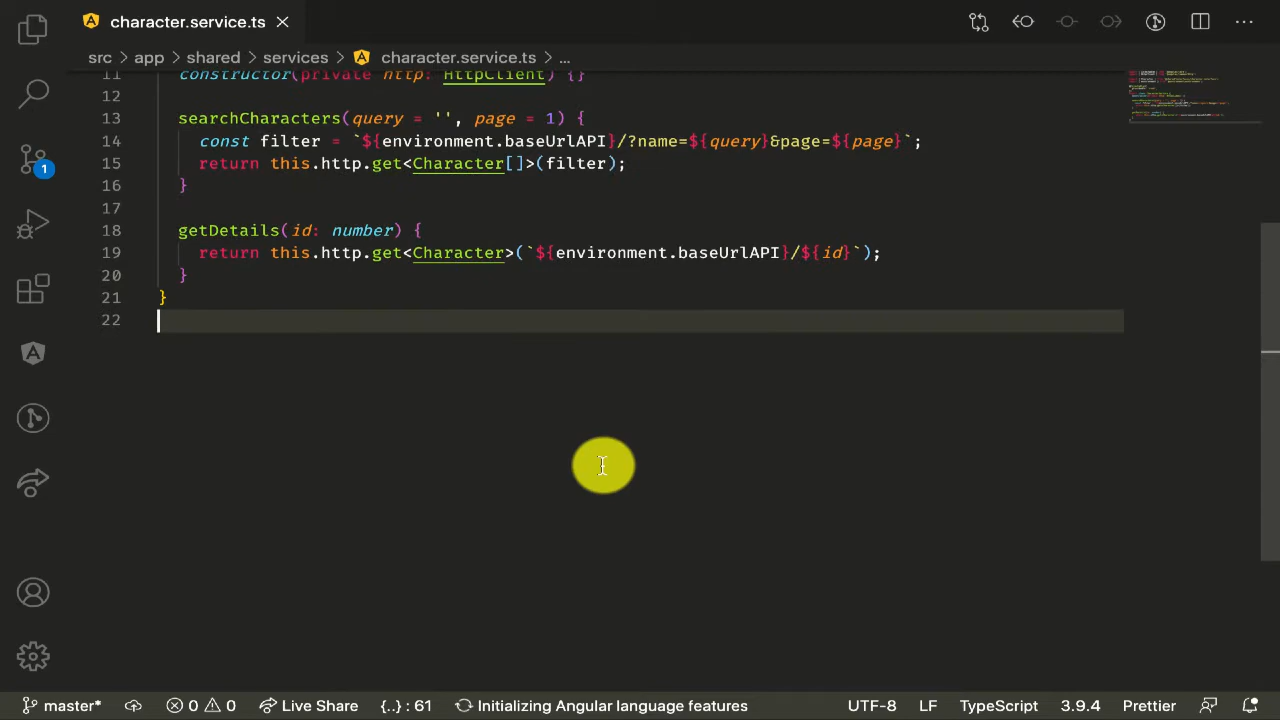 character.service.ts
src > app > shared > services > character.service.ts > ...
11 constructor(private http: HttpClient) {}
12
13 searchCharacters(query = '', page = 1) {
14 const filter = `${environment.baseUrlAPI}/?name=${query}&page=${page}`;
15 return this.http.get<Character[]>(filter);
16 }
17
18 getDetails(id: number) {
19 return this.http.get<Character>(`${environment.baseUrlAPI}/${id}`);
20 }
21 }
22
1
master* 0 0 Live Share {..} : 61 Initializing Angular language features UTF-8 LF TypeScript 3.9.4 Prettier